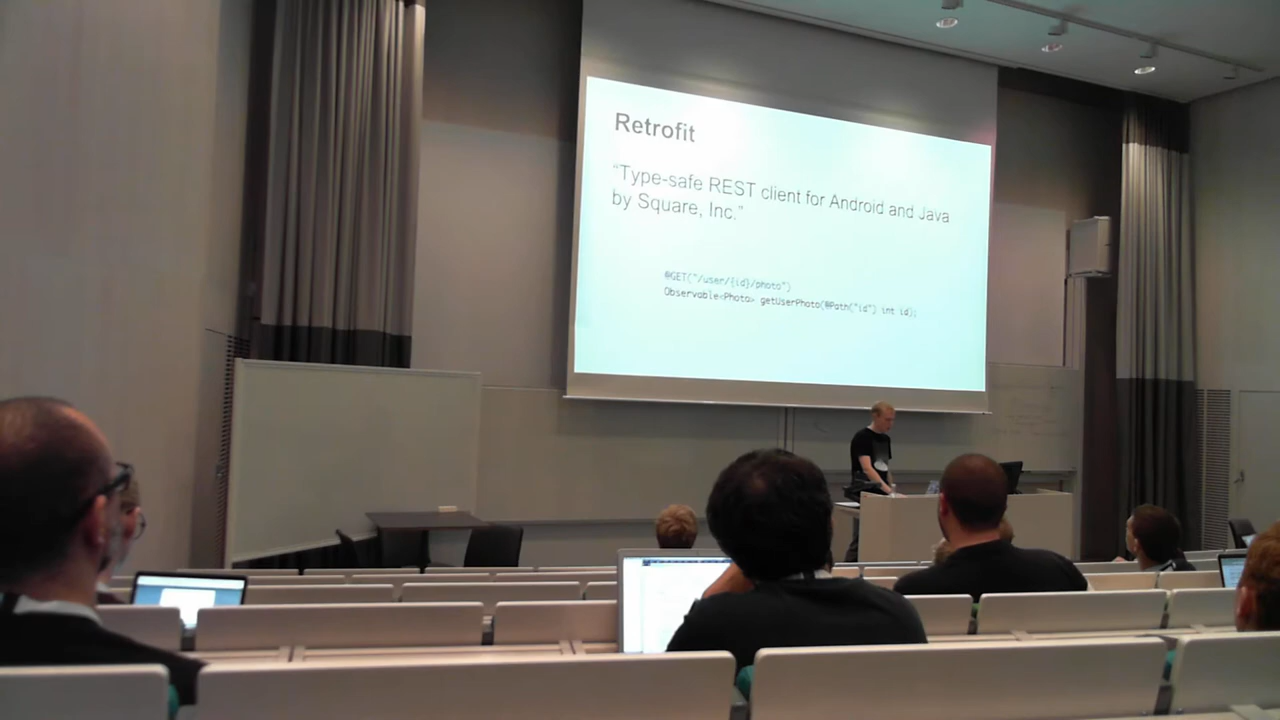 Retrofit
"Type-safe REST client for Android and Java
by Square, Inc."
@GET("/user/{id}/photo")
Observable<Photo> getUserPhoto(@Path("id") int id);